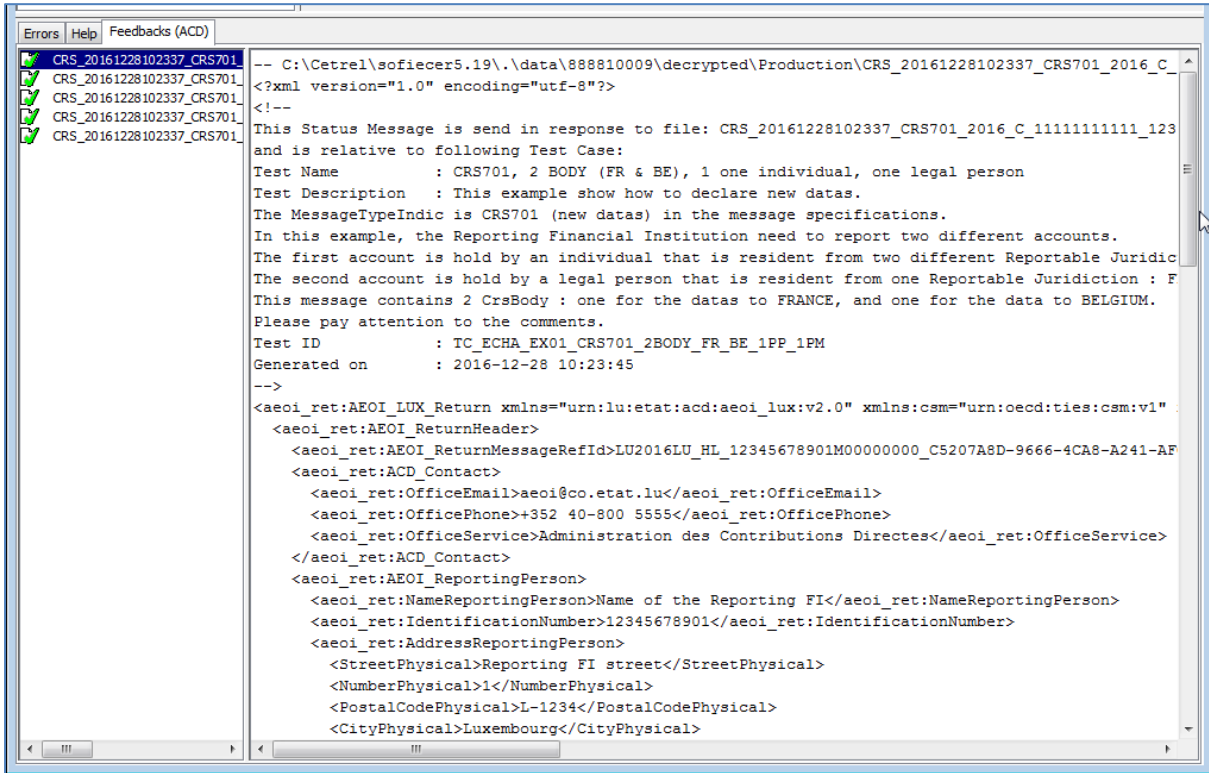 Errors Help Feedbacks (ACD)
CRS_20161228102337_CRS701_
CRS_20161228102337_CRS701_
CRS_20161228102337_CRS701_
CRS_20161228102337_CRS701_
CRS_20161228102337_CRS701_
-- C:\Cetrel\sofiecer5.19\.\data\888810009\decrypted\Production\CRS_20161228102337_CRS701_2016_C_
<?xml version="1.0" encoding="utf-8"?>
<!--
This Status Message is send in response to file: CRS_20161228102337_CRS701_2016_C_11111111111_123
and is relative to following Test Case:
Test Name : CRS701, 2 BODY (FR & BE), 1 one individual, one legal person
Test Description : This example show how to declare new datas.
The MessageTypeIndic is CRS701 (new datas) in the message specifications.
In this example, the Reporting Financial Institution need to report two different accounts.
The first account is hold by an individual that is resident from two different Reportable Juridic
The second account is hold by a legal person that is resident from one Reportable Juridiction : F
This message contains 2 CrsBody : one for the datas to FRANCE, and one for the data to BELGIUM.
Please pay attention to the comments.
Test ID : TC_ECHA_EX01_CRS701_2BODY_FR_BE_1PP_1PM
Generated on : 2016-12-28 10:23:45
-->
<aeoi_ret:AEOI_LUX_Return xmlns="urn:lu:etat:acd:aeoi_lux:v2.0" xmlns:csm="urn:oecd:ties:csm:v1"
<aeoi_ret:AEOI_ReturnHeader>
<aeoi_ret:AEOI_ReturnMessageRefId>LU2016LU_HL_12345678901M00000000_C5207A8D-9666-4CA8-A241-AF
<aeoi_ret:ACD_Contact>
<aeoi_ret:OfficeEmail>aeoi@co.etat.lu</aeoi_ret:OfficeEmail>
<aeoi_ret:OfficePhone>+352 40-800 5555</aeoi_ret:OfficePhone>
<aeoi_ret:OfficeService>Administration des Contributions Directes</aeoi_ret:OfficeService>
</aeoi_ret:ACD_Contact>
<aeoi_ret:AEOI_ReportingPerson>
<aeoi_ret:NameReportingPerson>Name of the Reporting FI</aeoi_ret:NameReportingPerson>
<aeoi_ret:IdentificationNumber>12345678901</aeoi_ret:IdentificationNumber>
<aeoi_ret:AddressReportingPerson>
<StreetPhysical>Reporting FI street</StreetPhysical>
<NumberPhysical>1</NumberPhysical>
<PostalCodePhysical>L-1234</PostalCodePhysical>
<CityPhysical>Luxembourg</CityPhysical>